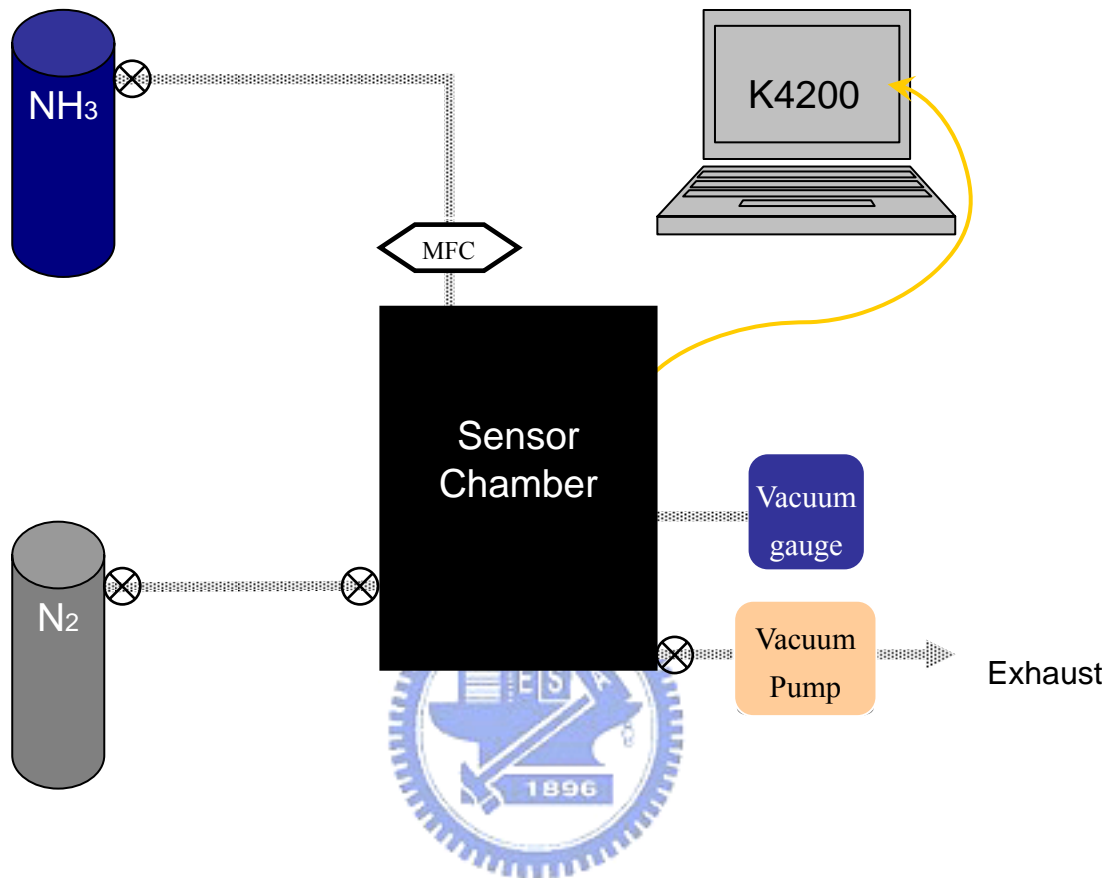 NH3
K4200
MFC
Sensor
Chamber
Vacuum
gauge
N2
Vacuum
Pump
Exhaust
E S A
1896